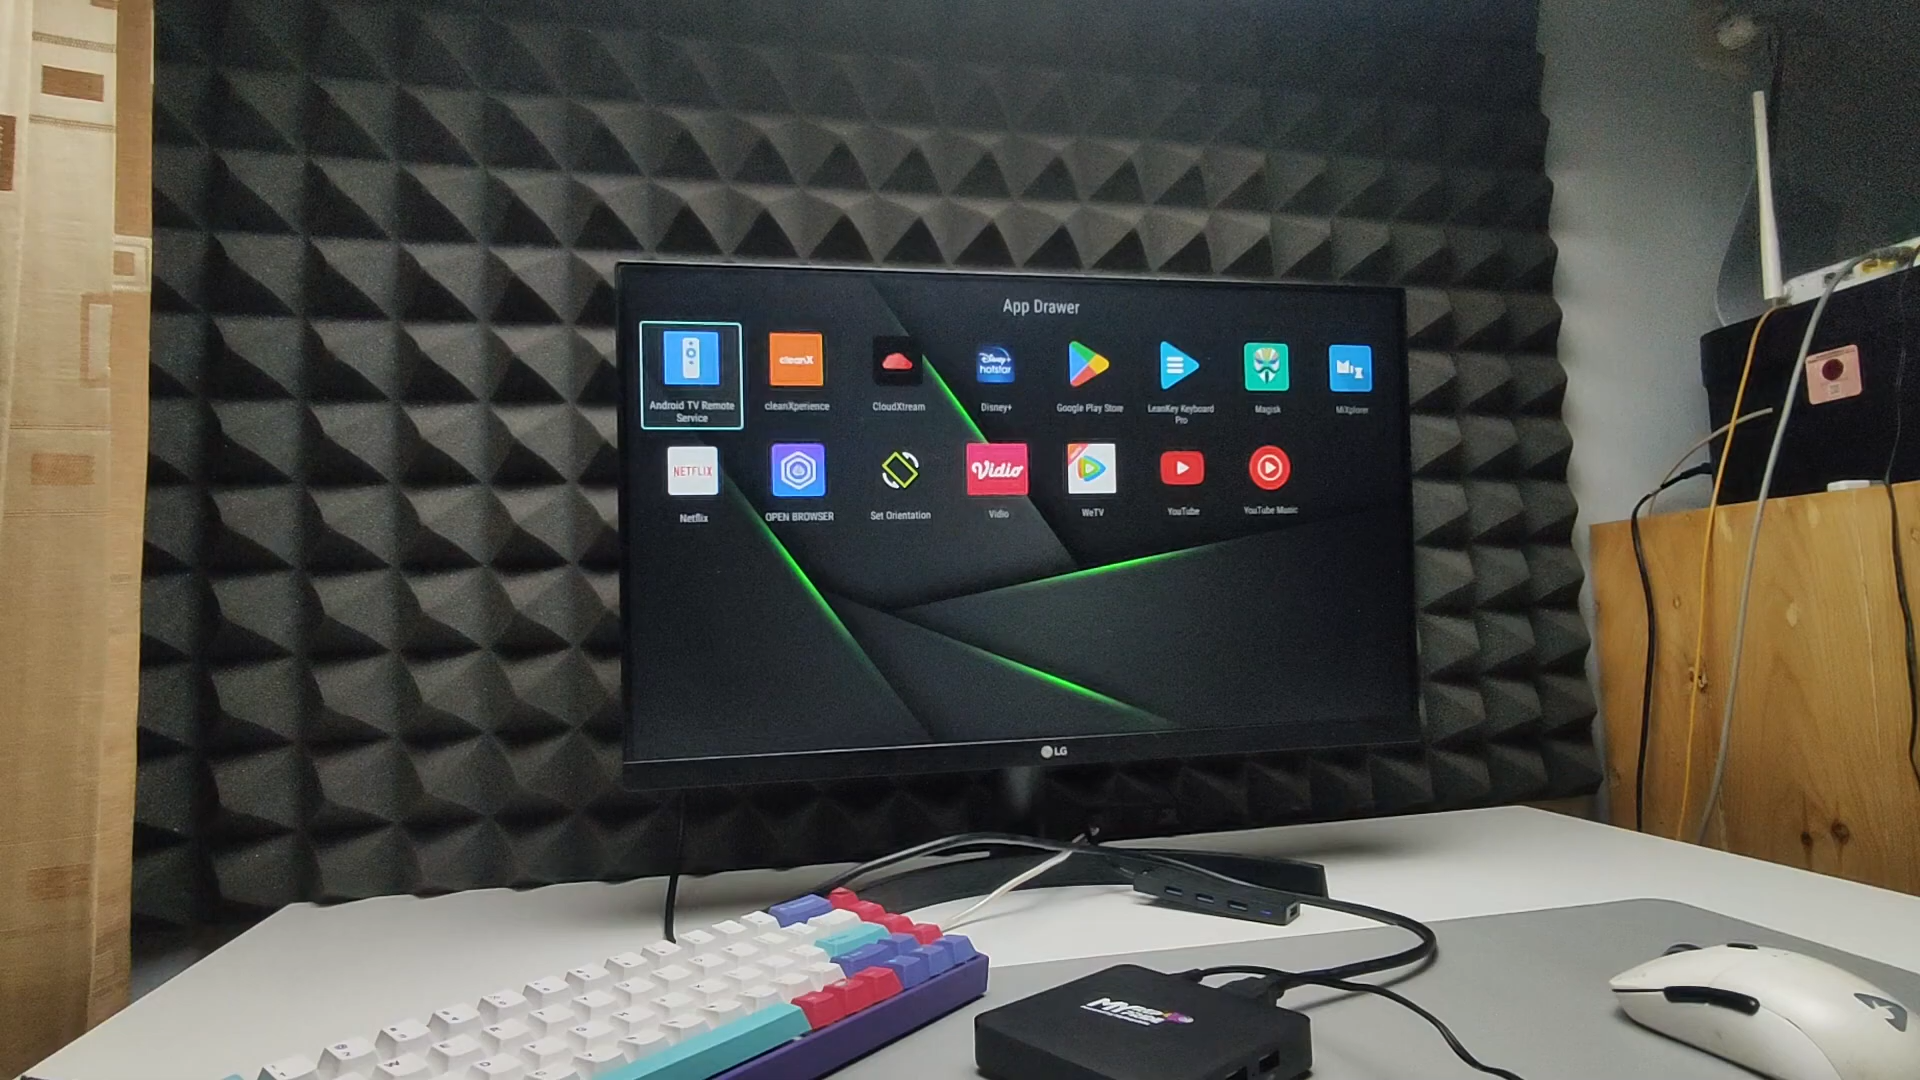 App Drawer
cleanX
Disney+
hotstar
Mix
Android TV Remote
Service
cleanXperience
CloudXtream
Disney+
Google Play Store
LeanKey Keyboard
Pro
Magisk
MiXplorer
NETFLIX
Vidio
Netflix
OPEN BROWSER
Set Orientation
Vidio
WeTV
YouTube
YouTube Music
LG